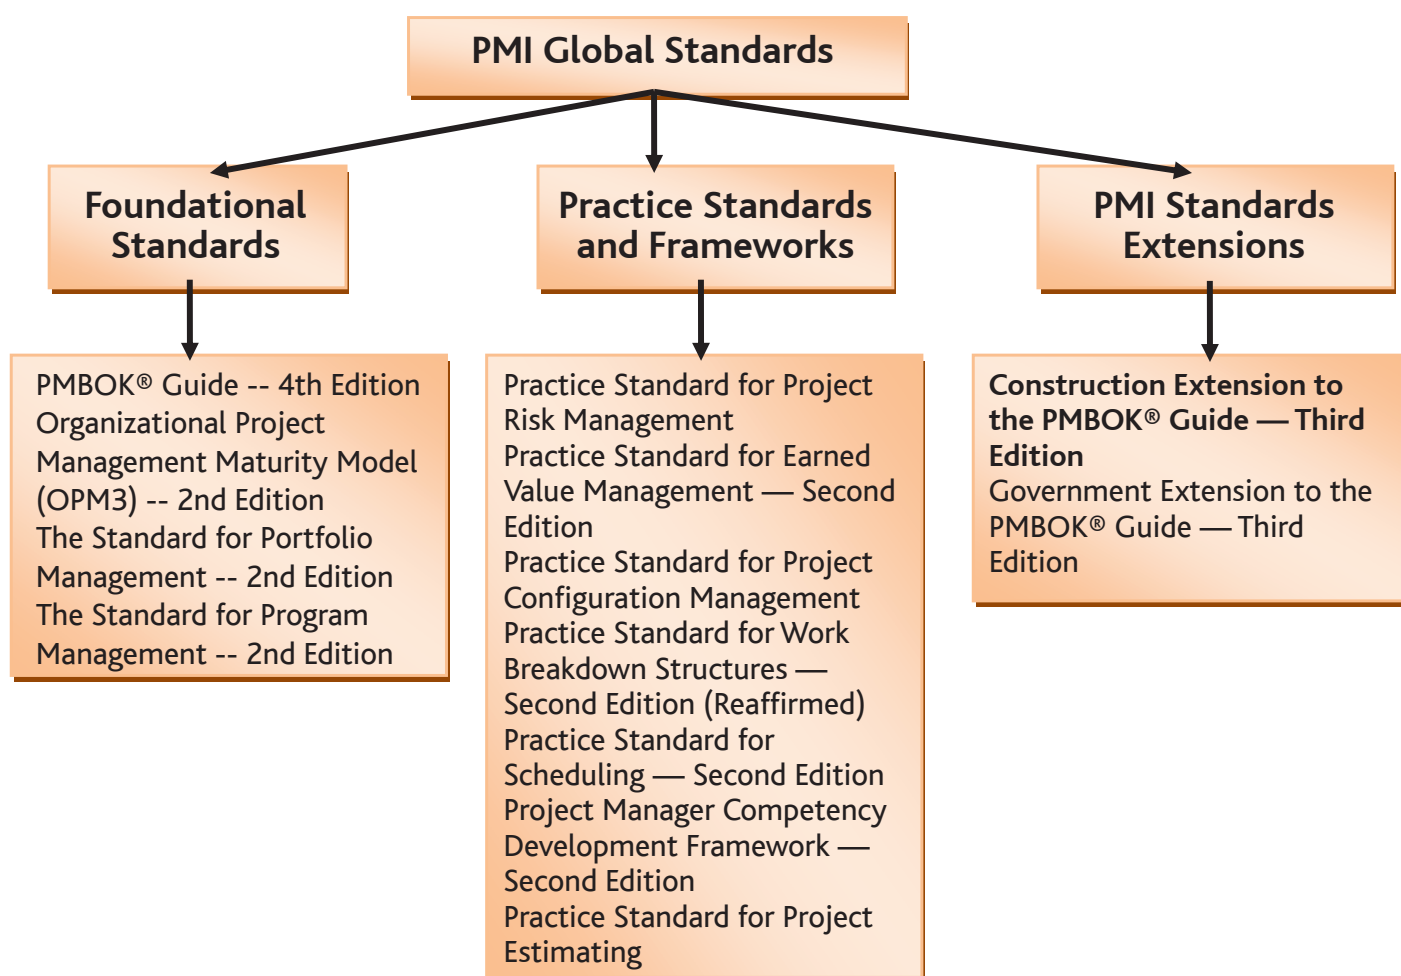 PMI Global Standards
Foundational
Standards
PMBOK® Guide -- 4th Edition
Organizational Project
Management Maturity Model
(OPM3) -- 2nd Edition
The Standard for Portfolio
Management -- 2nd Edition
The Standard for Program
Management -- 2nd Edition
Practice Standards
and Frameworks
Practice Standard for Project
Risk Management
Practice Standard for Earned
Value Management — Second
Edition
Practice Standard for Project
Configuration Management
Practice Standard for Work
Breakdown Structures —
Second Edition (Reaffirmed)
Practice Standard for
Scheduling — Second Edition
Project Manager Competency
Development Framework —
Second Edition
Practice Standard for Project
Estimating
PMI Standards
Extensions
Construction Extension to
the PMBOK® Guide — Third
Edition
Government Extension to the
PMBOK® Guide — Third
Edition